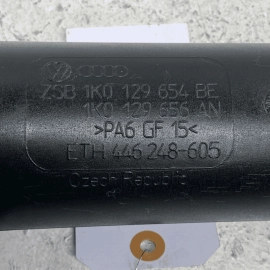 ZSB 1K0 129 654 BE
1K0 129 656 AN
>PA6 GF 15<
ETH 446 248-605
Czech Republic